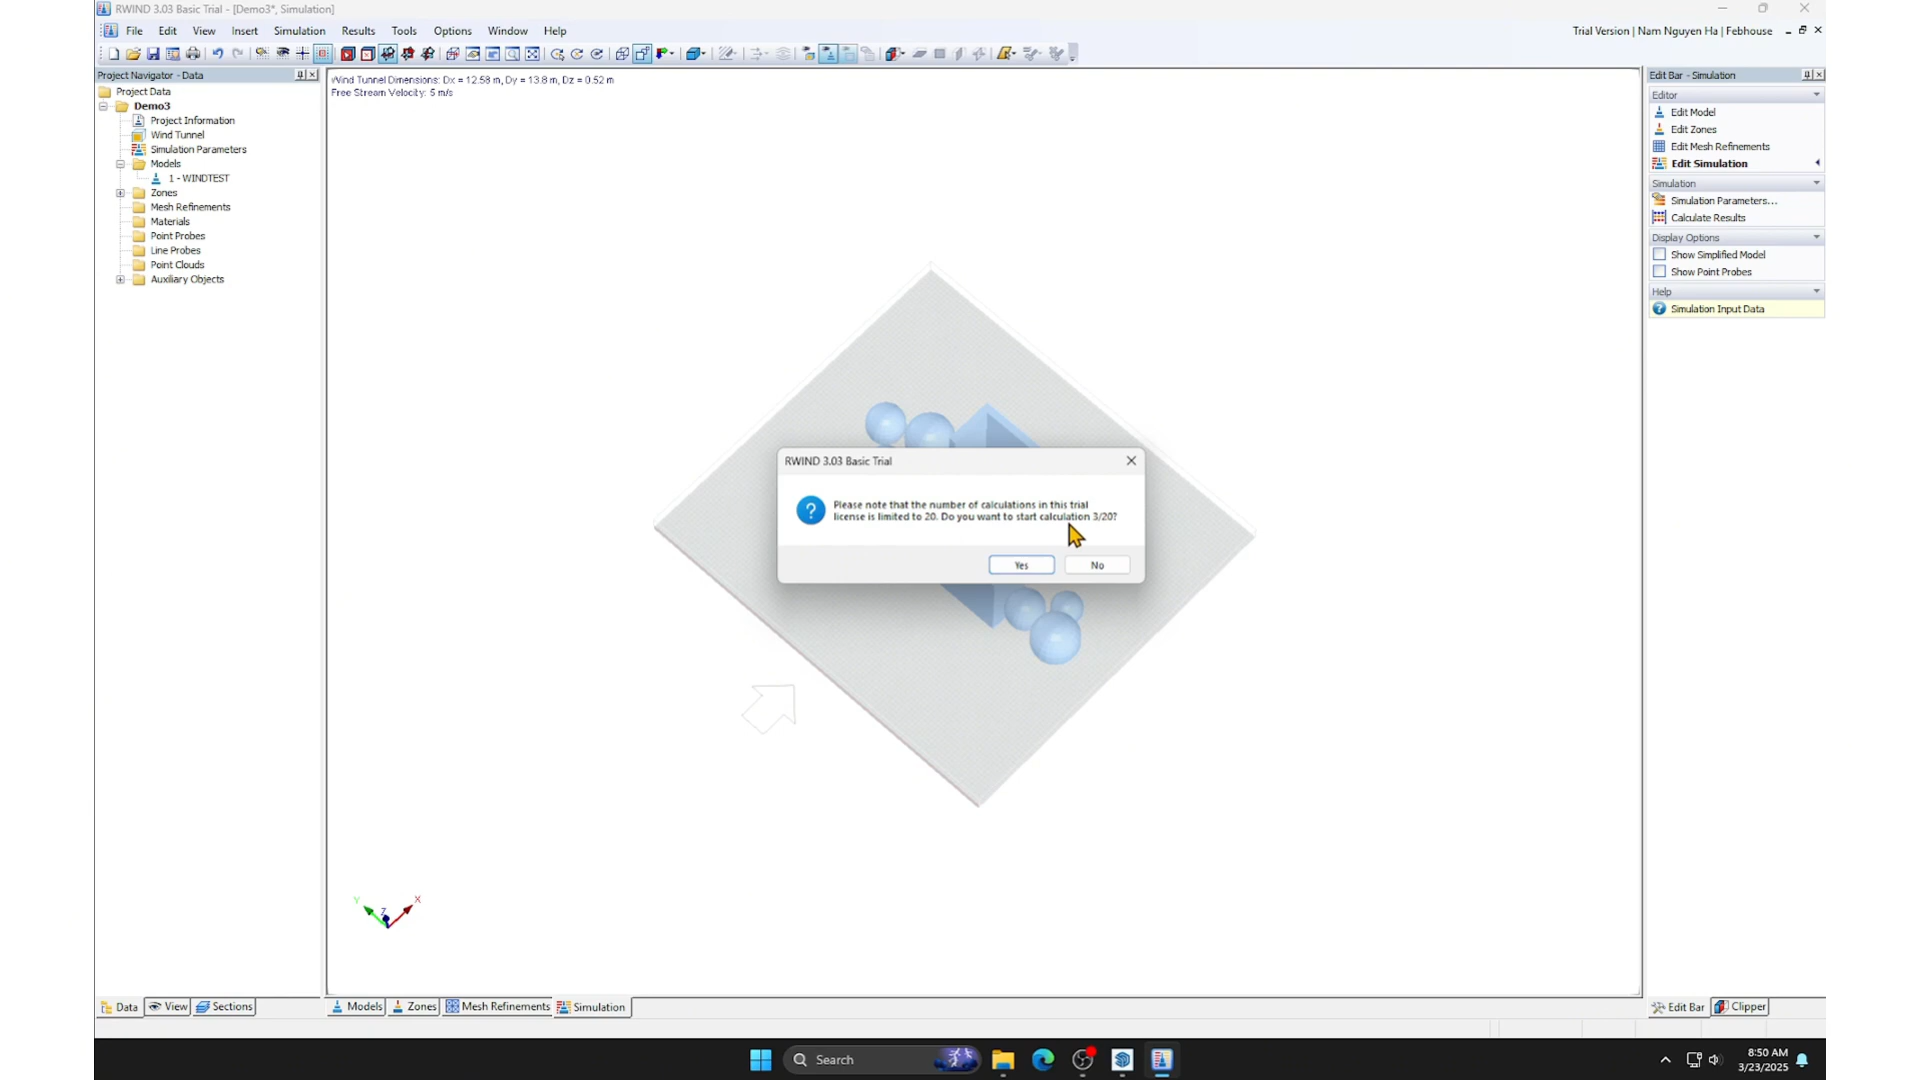 RWIND 3.03 Basic Trial - [Demo3*, Simulation]
File Edit View Insert Simulation Results Tools Options Window Help
Trial Version | Nam Nguyen Ha | Febhouse
Project Navigator - Data
Project Data
Demo3
Project Information
Wind Tunnel
Simulation Parameters
Models
1 - WINDTEST
Zones
Mesh Refinements
Materials
Point Probes
Line Probes
Point Clouds
Auxiliary Objects
Wind Tunnel Dimensions: Dx = 12.58 m, Dy = 13.8 m, Dz = 0.52 m
Free Stream Velocity: 5 m/s
RWIND 3.03 Basic Trial
Please note that the number of calculations in this trial
license is limited to 20. Do you want to start calculation 3/20?
Yes No
Y Z X
Edit Bar - Simulation
Editor
Edit Model
Edit Zones
Edit Mesh Refinements
Edit Simulation
Simulation
Simulation Parameters...
Calculate Results
Display Options
Show Simplified Model
Show Point Probes
Help
Simulation Input Data
Data View Sections
Models Zones Mesh Refinements Simulation
Edit Bar Clipper
Search
8:50 AM
3/23/2025